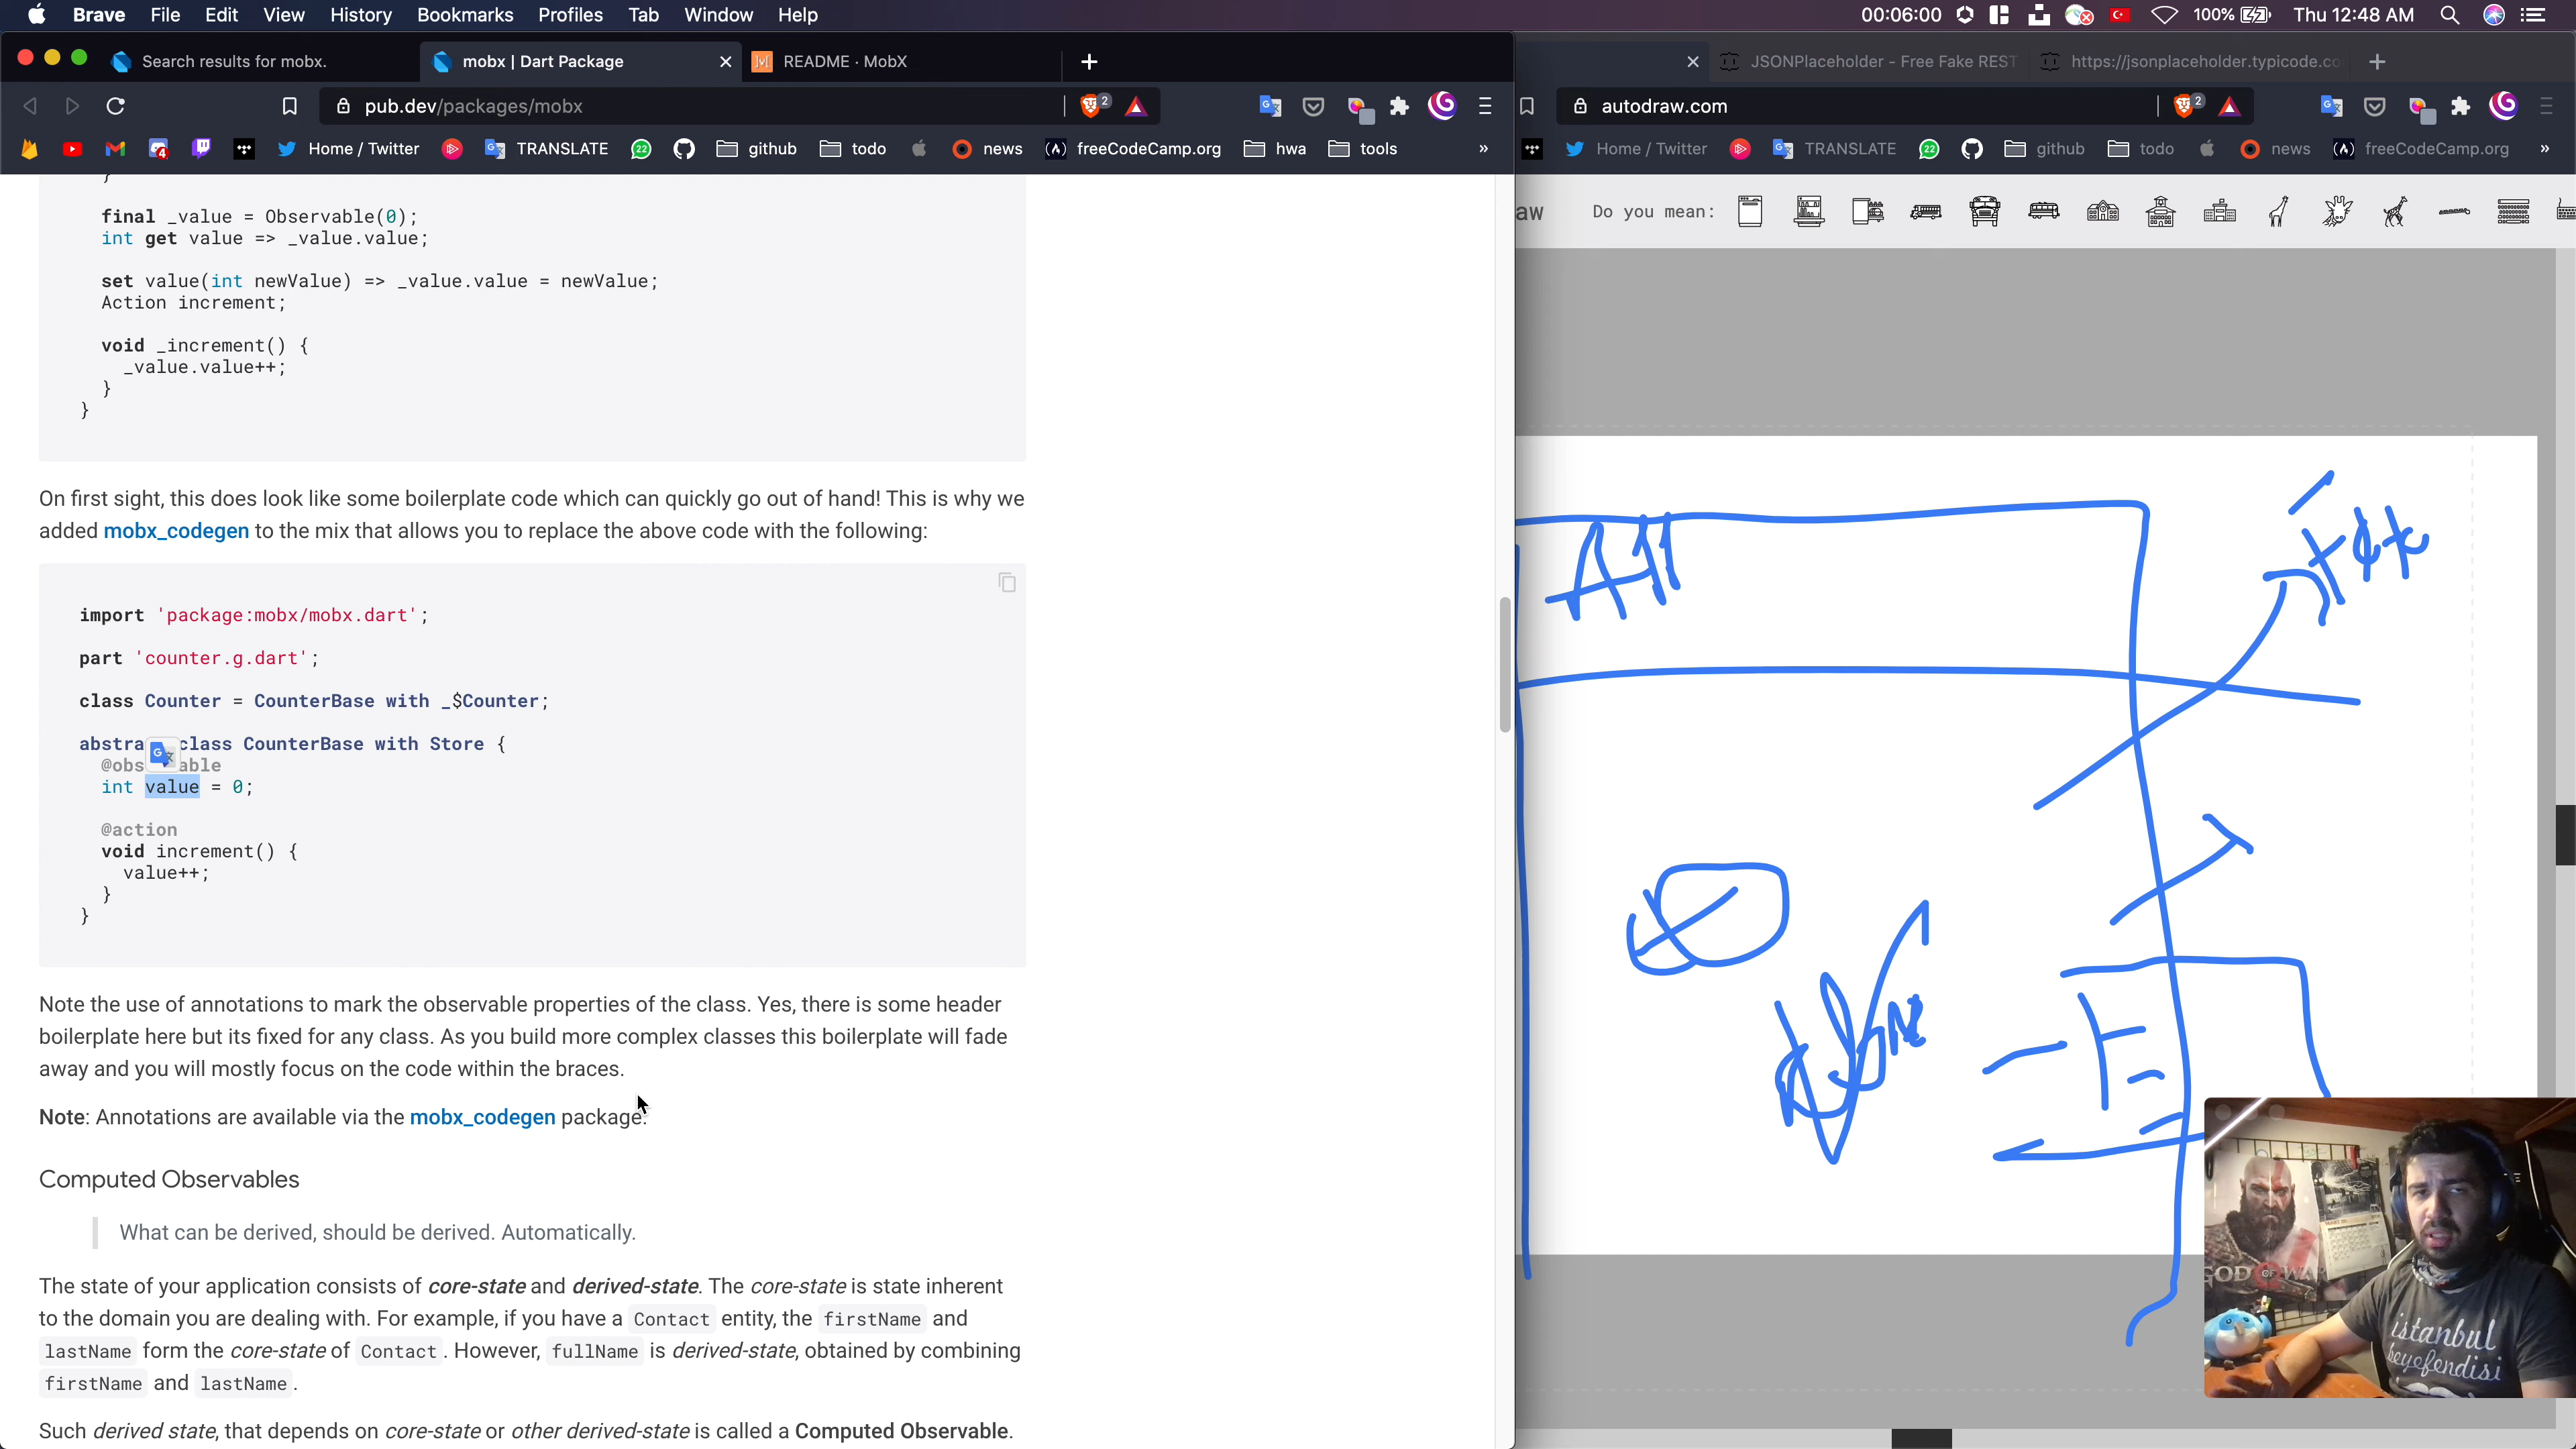 Brave File Edit View History Bookmarks Profiles Tab Window Help
00:06:00 100% Thu 12:48 AM
Search results for mobx.
mobx | Dart Package
README · MobX
JSONPlaceholder - Free Fake REST
https://jsonplaceholder.typicode.co
pub.dev/packages/mobx
2
autodraw.com
2
4 Home / Twitter TRANSLATE 22 github todo news freeCodeCamp.org hwa tools »
Home / Twitter TRANSLATE 22 github todo news freeCodeCamp.org »
aw Do you mean:
}
final _value = Observable(0);
int get value => _value.value;
set value(int newValue) => _value.value = newValue;
Action increment;
void _increment() {
_value.value++;
}
}
On first sight, this does look like some boilerplate code which can quickly go out of hand! This is why we
added mobx_codegen to the mix that allows you to replace the above code with the following:
import 'package:mobx/mobx.dart';
part 'counter.g.dart';
class Counter = CounterBase with _$Counter;
abstra class CounterBase with Store {
@obs able
int value = 0;
@action
void increment() {
value++;
}
}
Note the use of annotations to mark the observable properties of the class. Yes, there is some header
boilerplate here but its fixed for any class. As you build more complex classes this boilerplate will fade
away and you will mostly focus on the code within the braces.
Note: Annotations are available via the mobx_codegen package.
Computed Observables
What can be derived, should be derived. Automatically.
The state of your application consists of core-state and derived-state. The core-state is state inherent
to the domain you are dealing with. For example, if you have a Contact entity, the firstName and
lastName form the core-state of Contact. However, fullName is derived-state, obtained by combining
firstName and lastName.
Such derived state, that depends on core-state or other derived-state is called a Computed Observable.
GOD OF WAR
istanbul
beyefendisi